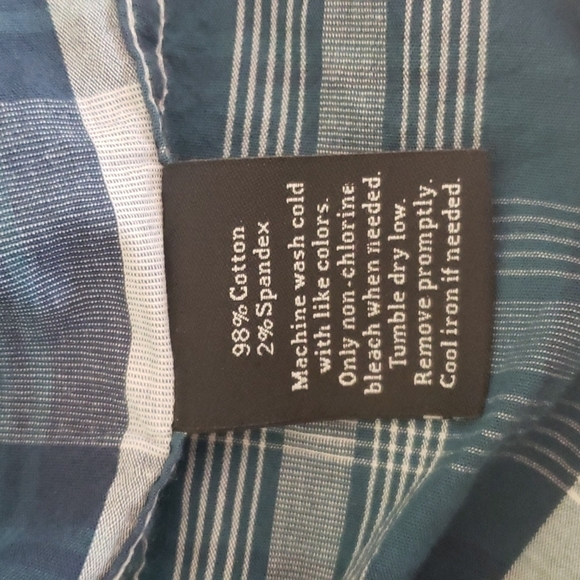 98% Cotton
2% Spandex
Machine wash cold
with like colors.
Only non-chlorine
bleach when needed.
Tumble dry low.
Remove promptly.
Cool iron if needed.